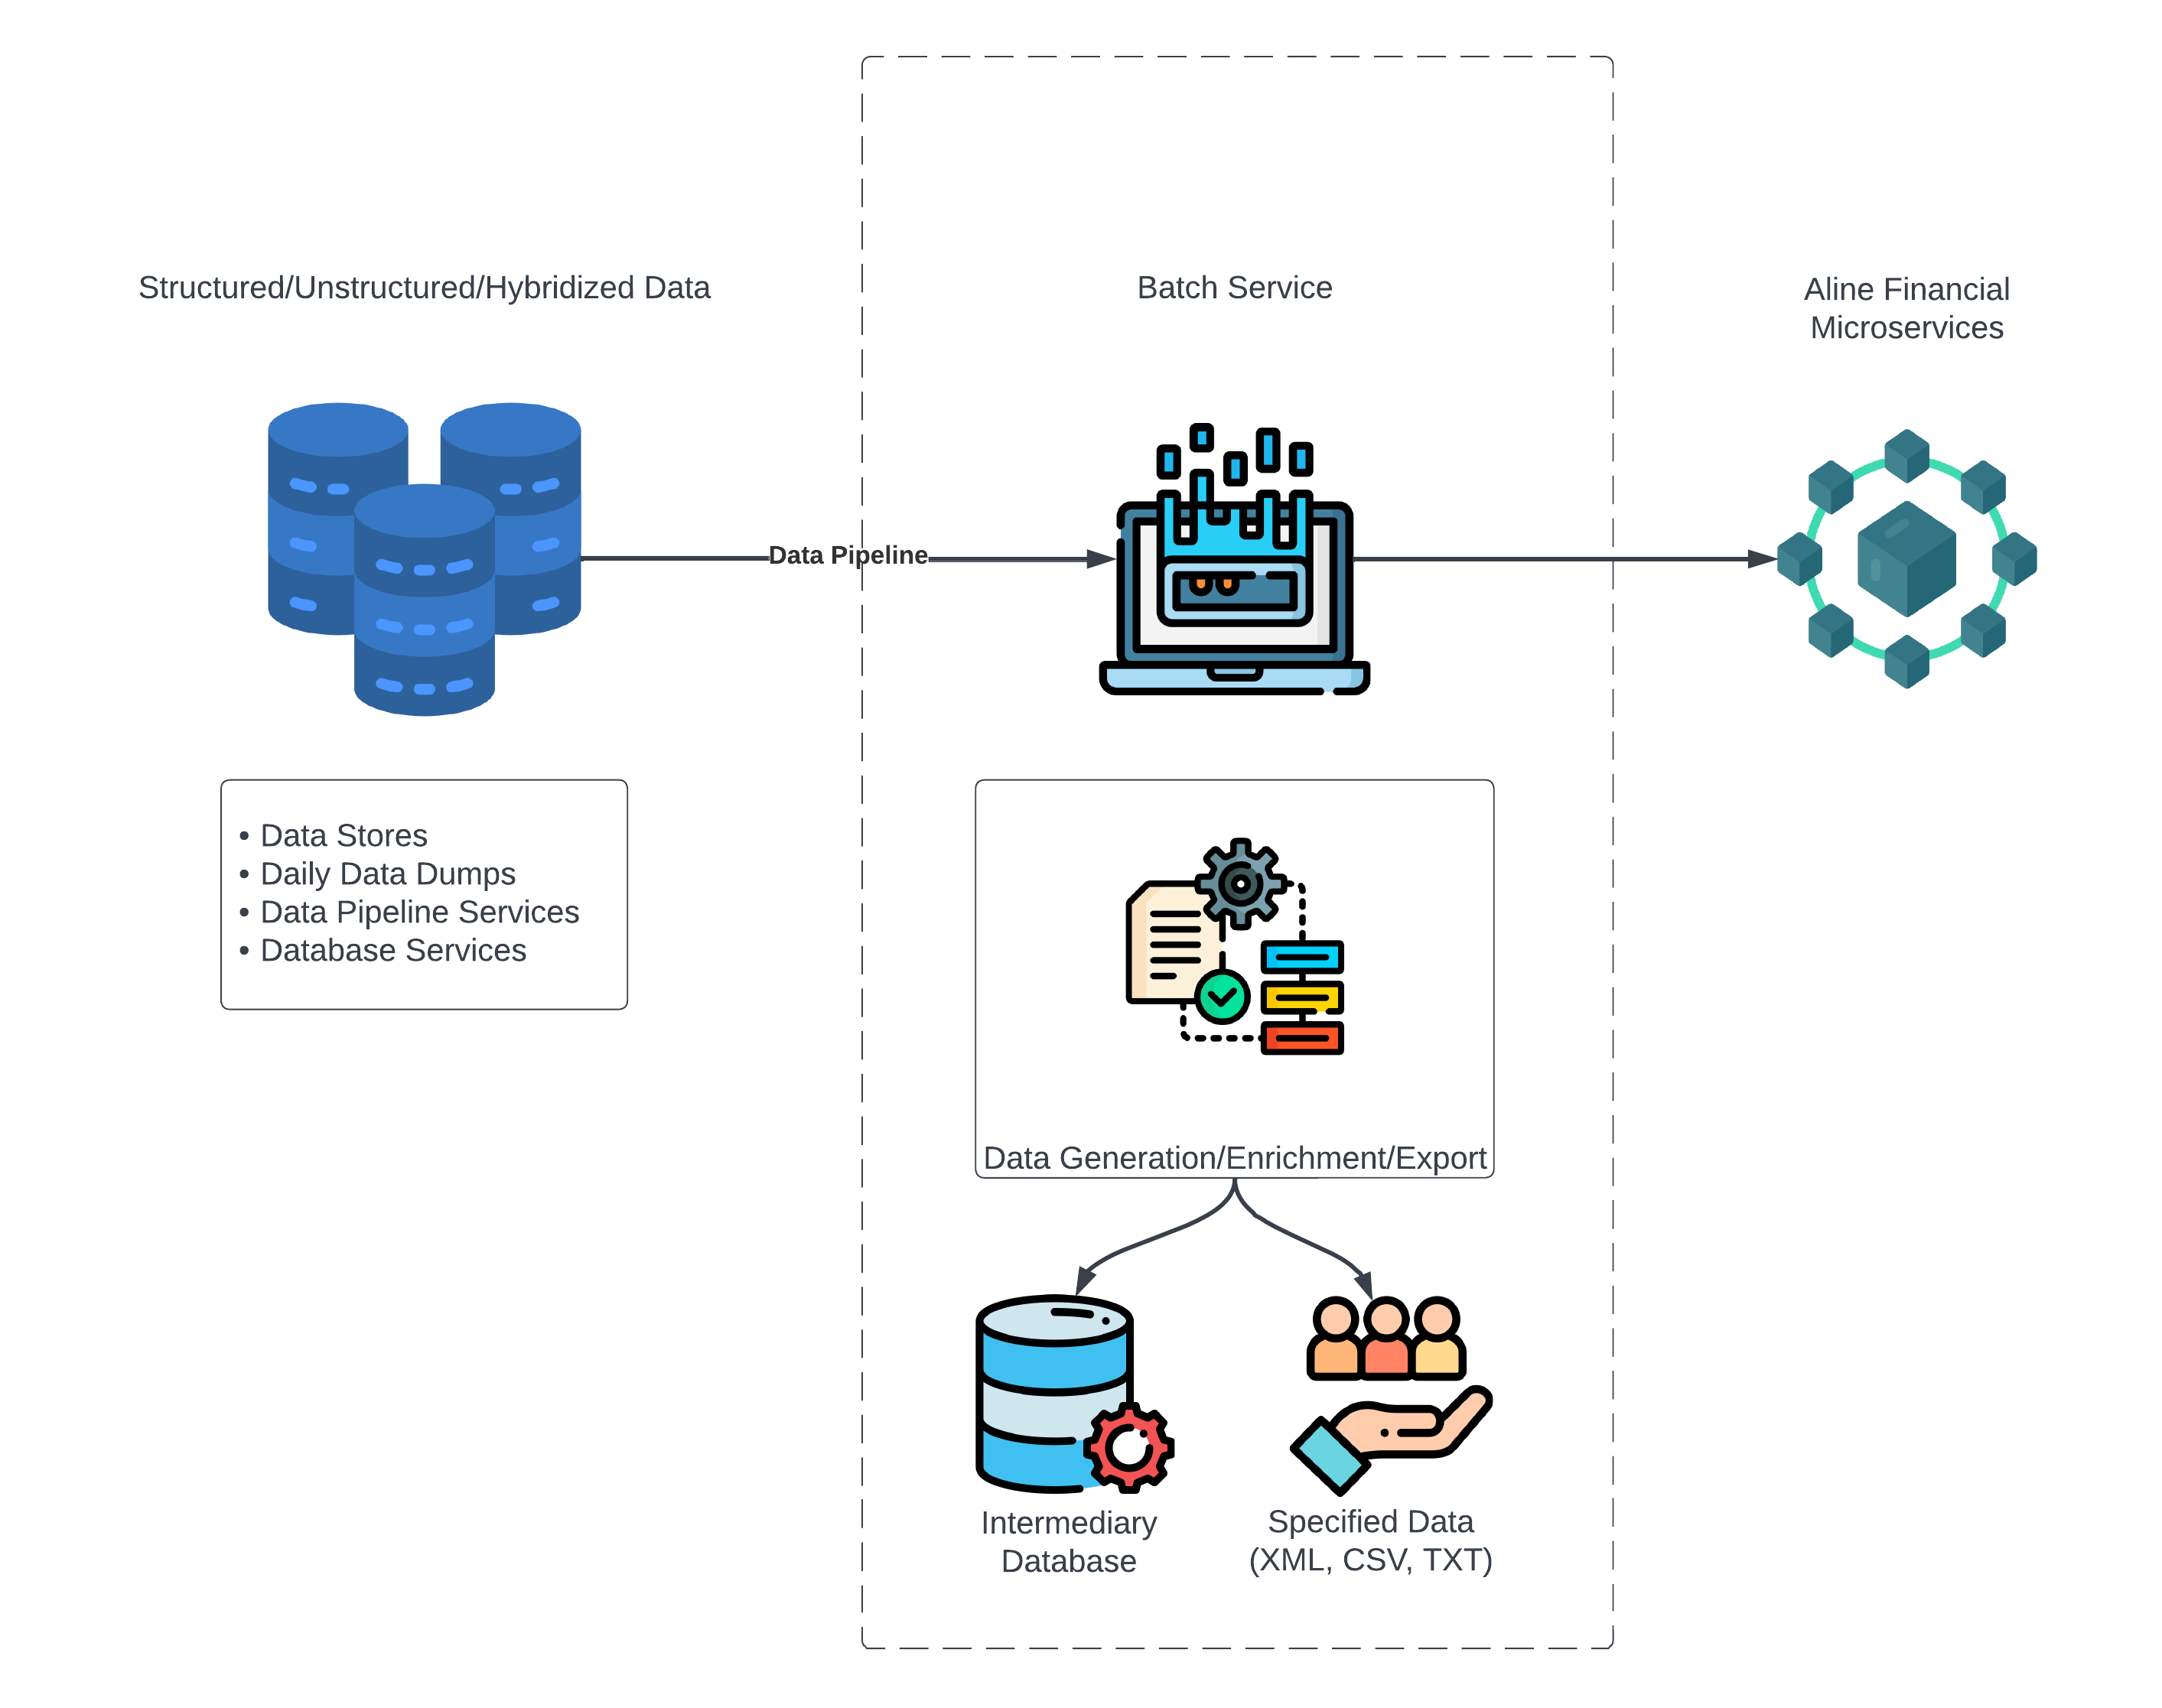 Structured/Unstructured/Hybridized Data
Batch Service
Aline Financial
Microservices
Data Pipeline
• Data Stores
• Daily Data Dumps
• Data Pipeline Services
• Database Services
Data Generation/Enrichment/Export
Intermediary
Database
Specified Data
(XML, CSV, TXT)